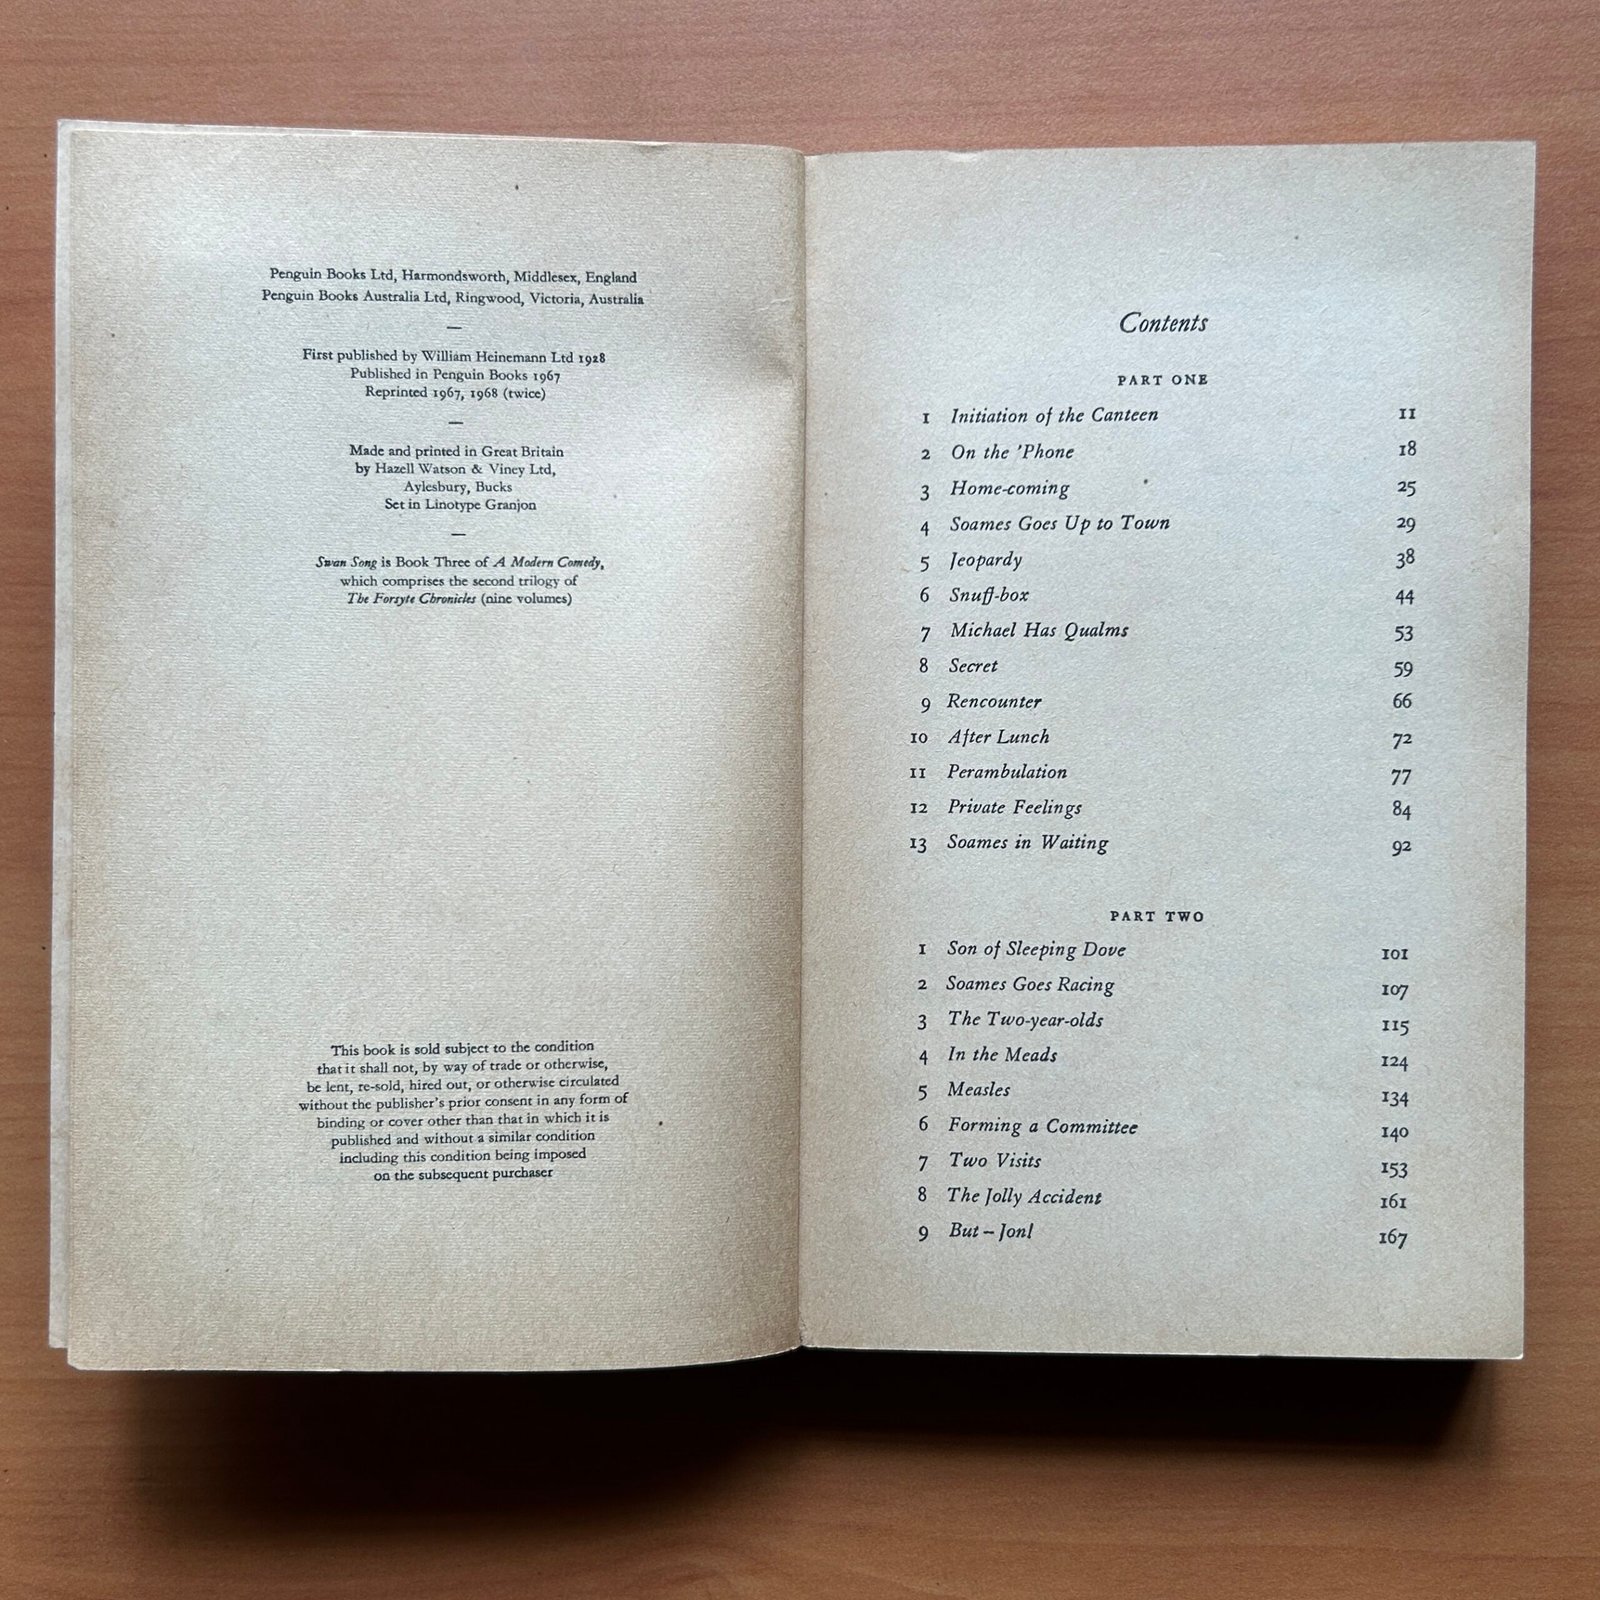 Penguin Books Ltd, Harmondsworth, Middlesex, England
Penguin Books Australia Ltd, Ringwood, Victoria, Australia
—
First published by William Heinemann Ltd 1928
Published in Penguin Books 1967
Reprinted 1967, 1968 (twice)
—
Made and printed in Great Britain
by Hazell Watson & Viney Ltd,
Aylesbury, Bucks
Set in Linotype Granjon
—
Swan Song is Book Three of A Modern Comedy,
which comprises the second trilogy of
The Forsyte Chronicles (nine volumes)
This book is sold subject to the condition
that it shall not, by way of trade or otherwise,
be lent, re-sold, hired out, or otherwise circulated
without the publisher's prior consent in any form of
binding or cover other than that in which it is
published and without a similar condition
including this condition being imposed
on the subsequent purchaser
Contents
PART ONE
1 Initiation of the Canteen 11
2 On the 'Phone 18
3 Home-coming 25
4 Soames Goes Up to Town 29
5 Jeopardy 38
6 Snuff-box 44
7 Michael Has Qualms 53
8 Secret 59
9 Rencounter 66
10 After Lunch 72
11 Perambulation 77
12 Private Feelings 84
13 Soames in Waiting 92
PART TWO
1 Son of Sleeping Dove 101
2 Soames Goes Racing 107
3 The Two-year-olds 115
4 In the Meads 124
5 Measles 134
6 Forming a Committee 140
7 Two Visits 153
8 The Jolly Accident 161
9 But – Jon! 167